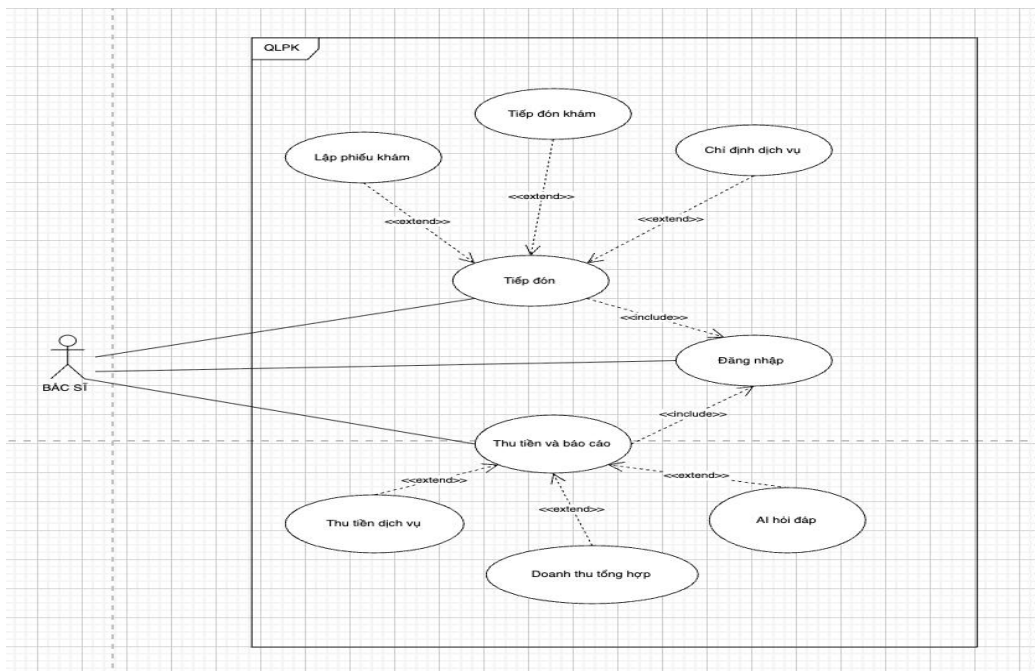 QLPK
Tiếp đón khám
Lập phiếu khám
Chỉ định dịch vụ
<<extend>>
<<extend>>
<<extend>>
Tiếp đón
<<include>>
Đăng nhập
BÁC SĨ
<<include>>
Thu tiền và báo cáo
<<extend>>
<<extend>>
<<extend>>
Thu tiền dịch vụ
AI hỏi đáp
Doanh thu tổng hợp